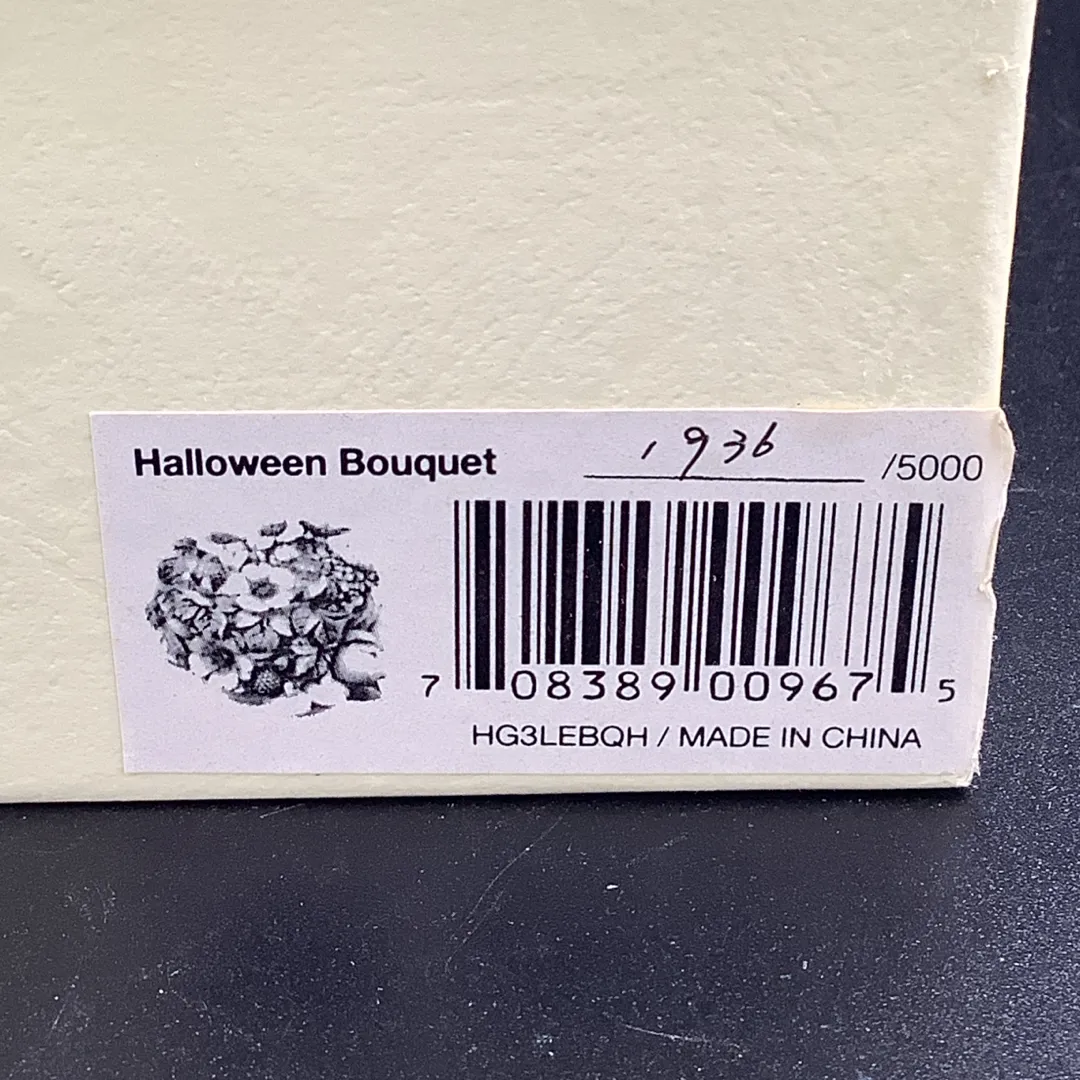 Halloween Bouquet 1936 /5000
7 08389 00967 5
HG3LEBQH / MADE IN CHINA